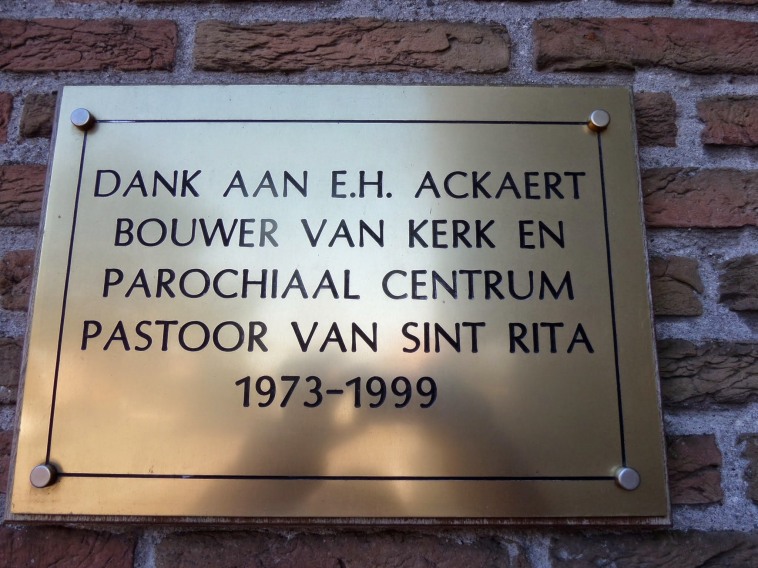 DANK AAN E.H. ACKAERT
BOUWER VAN KERK EN
PAROCHIAAL CENTRUM
PASTOOR VAN SINT RITA
1973-1999